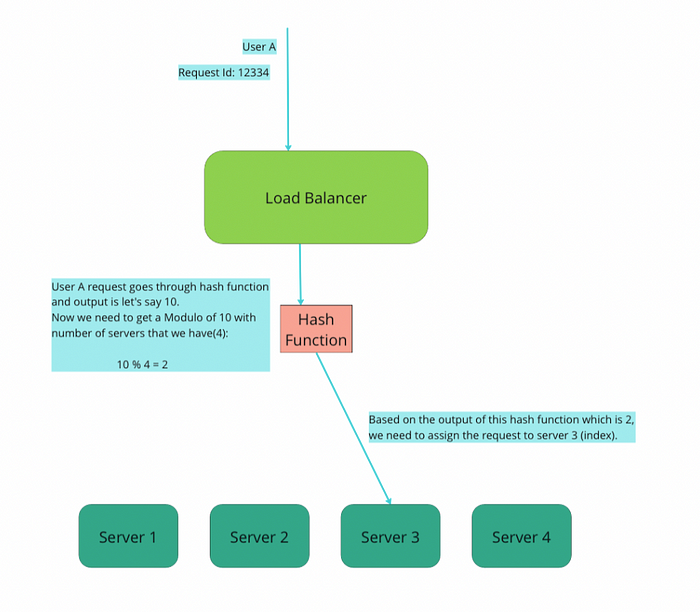 User A
Request Id: 12334
Load Balancer
User A request goes through hash function
and output is let's say 10.
Now we need to get a Modulo of 10 with
number of servers that we have(4):
10 % 4 = 2
Hash
Function
Based on the output of this hash function which is 2,
we need to assign the request to server 3 (index).
Server 1
Server 2
Server 3
Server 4